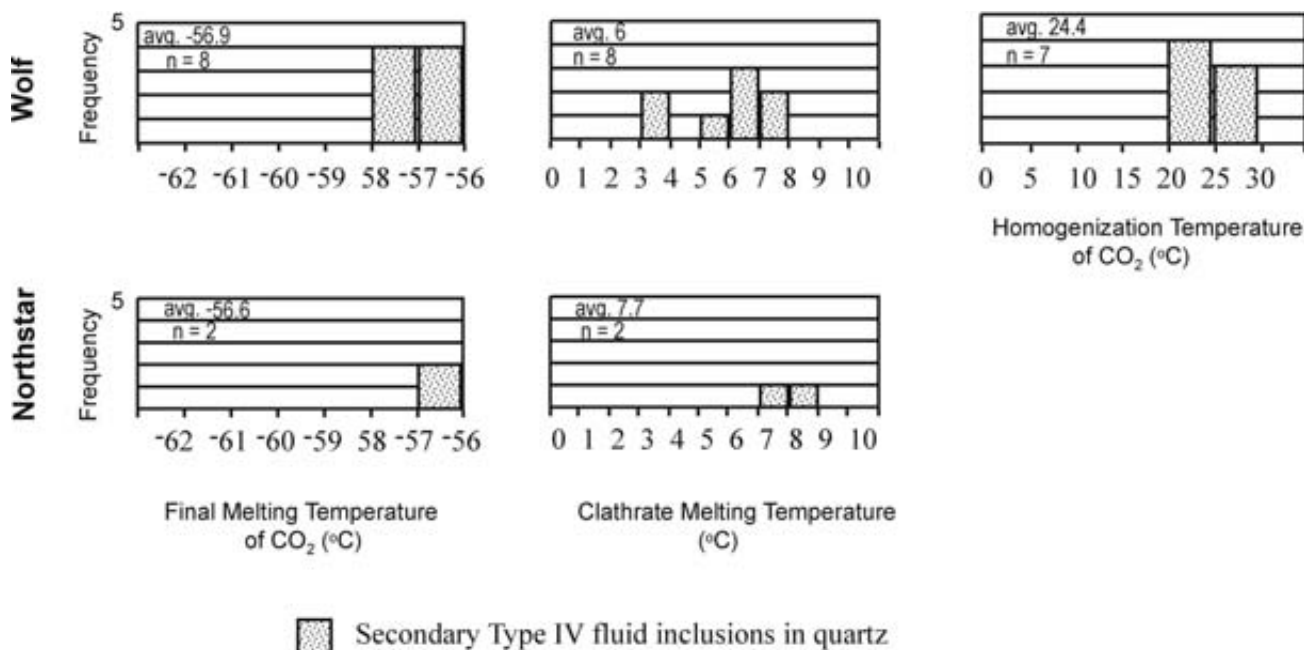 Wolf
Frequency
5
avg. -56.9
n = 8
-62 -61 -60 -59 58 -57 -56
avg. 6
n = 8
0 1 2 3 4 5 6 7 8 9 10
avg. 24.4
n = 7
0 5 10 15 20 25 30
Homogenization Temperature
of CO₂ (ºC)
Northstar
Frequency
5
avg. -56.6
n = 2
-62 -61 -60 -59 58 -57 -56
Final Melting Temperature
of CO₂ (ºC)
avg. 7.7
n = 2
0 1 2 3 4 5 6 7 8 9 10
Clathrate Melting Temperature
(ºC)
Secondary Type IV fluid inclusions in quartz